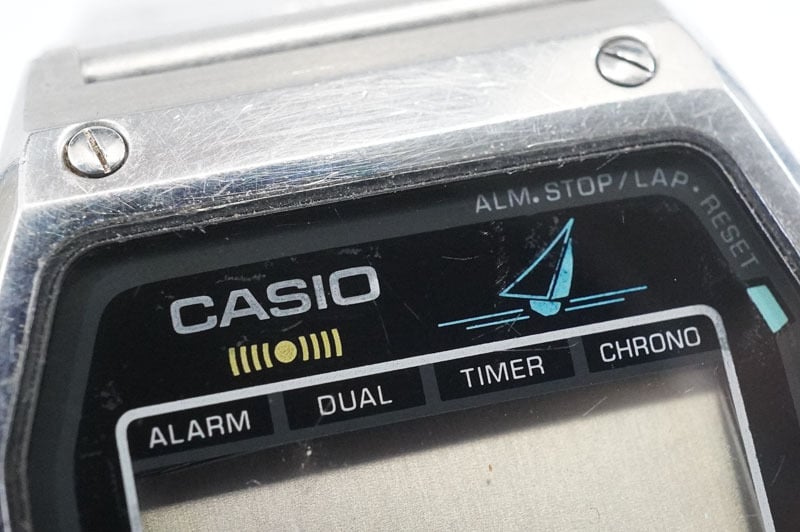 ALM.STOP/LAP·RESET
CASIO
ALARM DUAL TIMER CHRONO